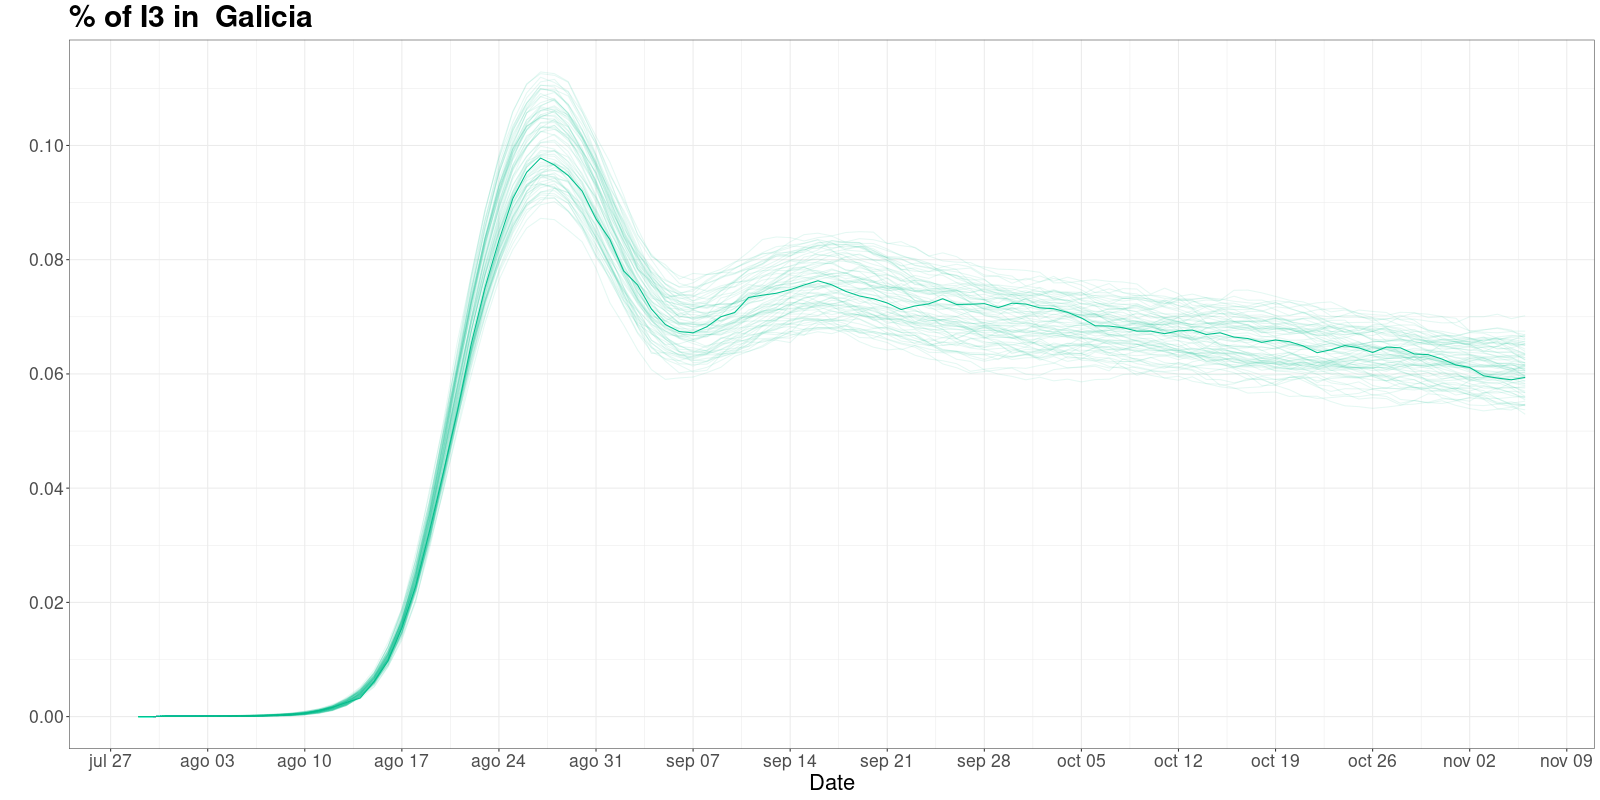 % of I3 in  Galicia
0.10
0.08
0.06
0.04
0.02
0.00
jul 27 ago 03 ago 10 ago 17 ago 24 ago 31 sep 07 sep 14 sep 21 sep 28 oct 05 oct 12 oct 19 oct 26 nov 02 nov 09
Date